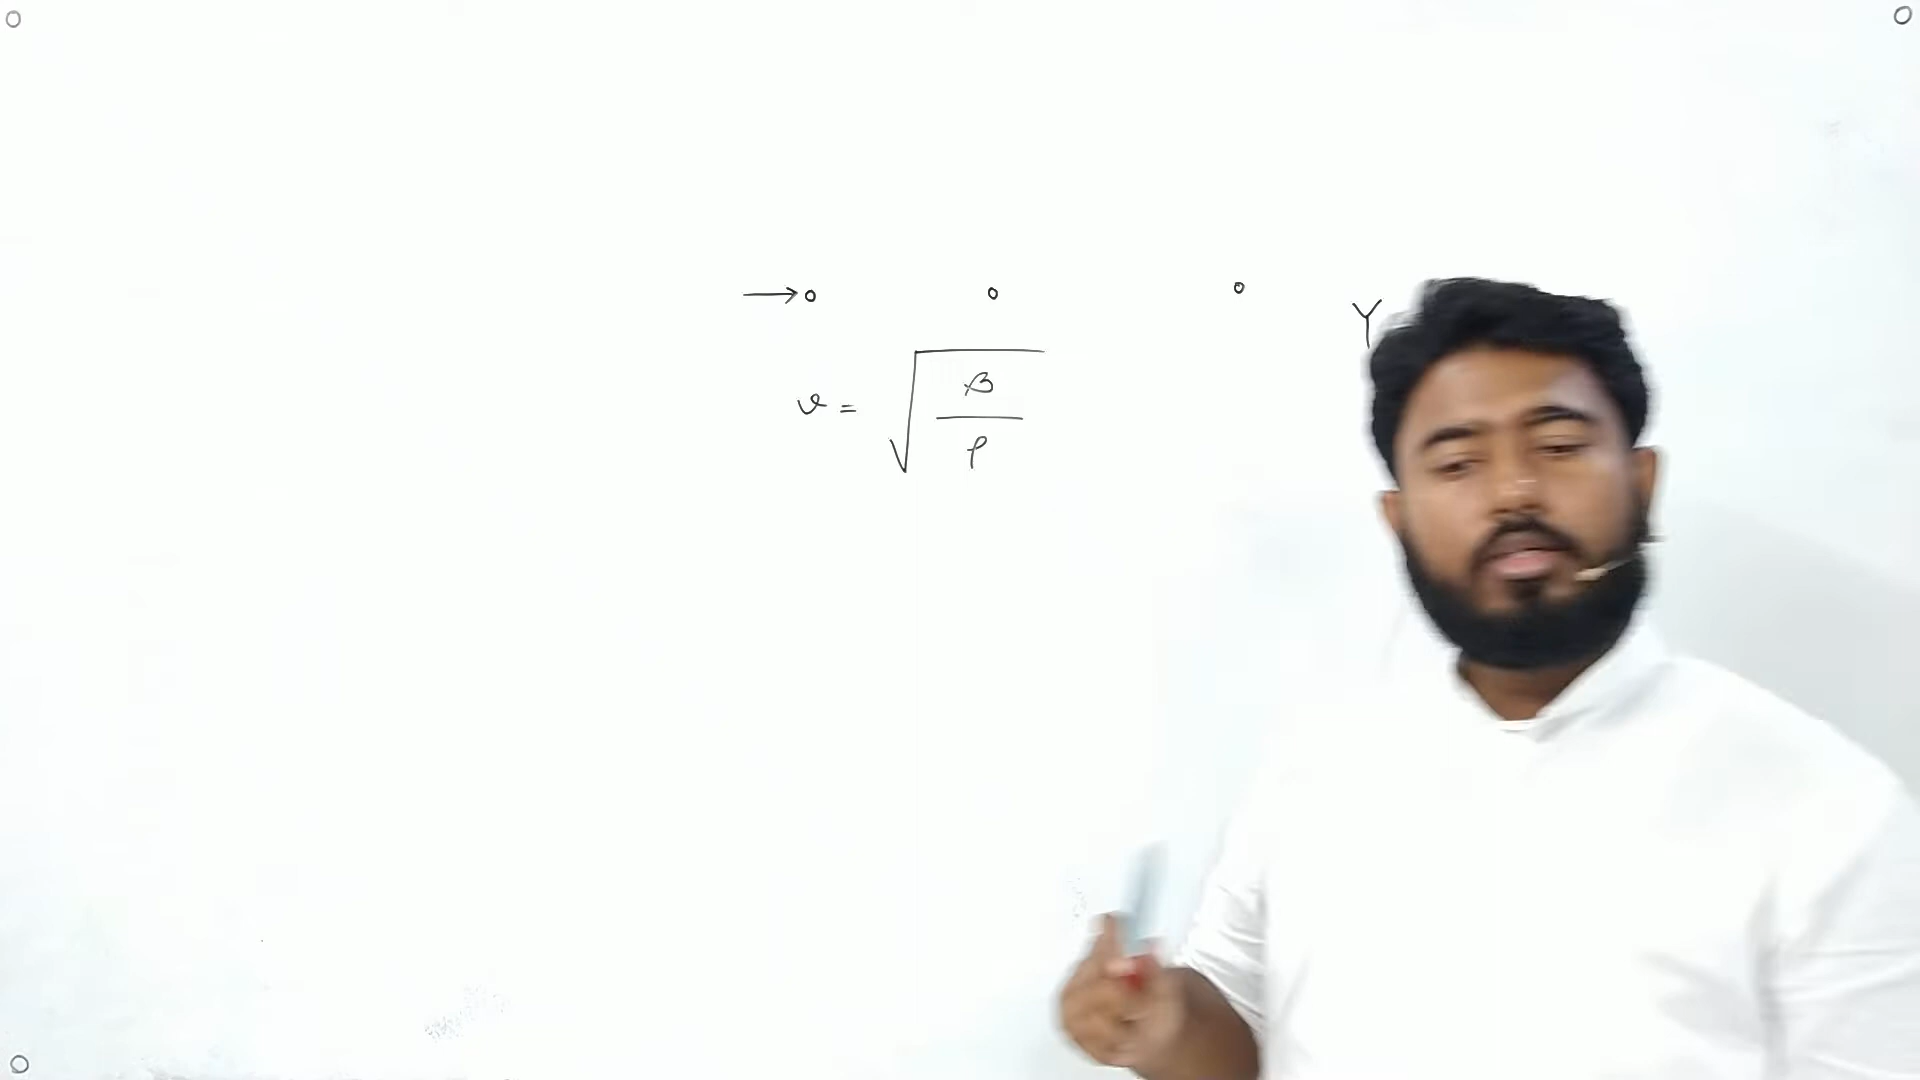 →o o o Y
v = √(B/ρ)